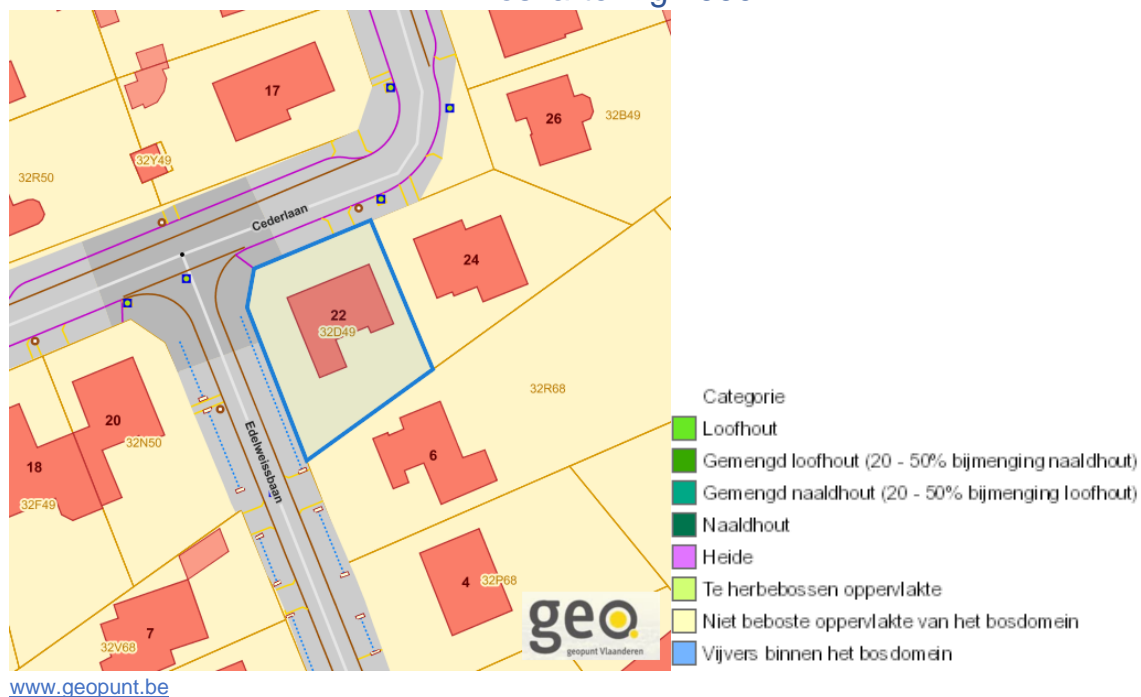 17
26
32B49
32Y49
32R50
Cederlaan
24
22
32D49
32R68
20
32N50
18
32F49
Edelweissbaan
6
4
32P68
7
32V68
geo
geopunt Vlaanderen
Categorie
Loofhout
Gemengd loofhout (20 - 50% bijmenging naaldhout)
Gemengd naaldhout (20 - 50% bijmenging loofhout)
Naaldhout
Heide
Te herbebossen oppervlakte
Niet beboste oppervlakte van het bosdomein
Vijvers binnen het bosdomein
www.geopunt.be